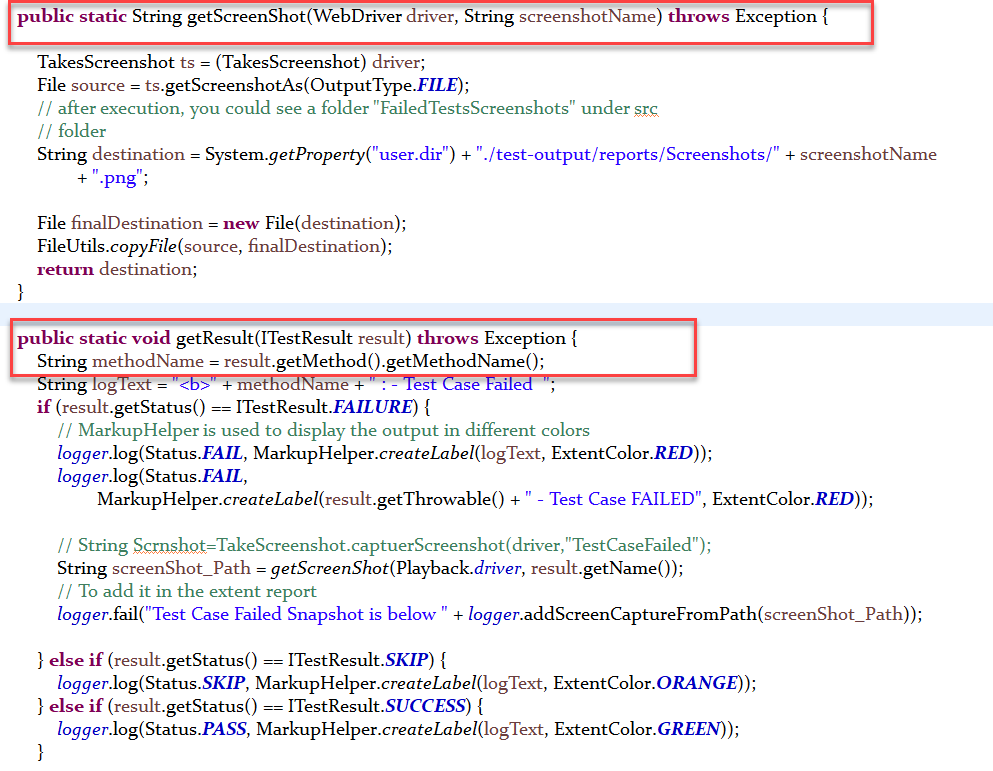 public static String getScreenShot(WebDriver driver, String screenshotName) throws Exception {
TakesScreenshot ts = (TakesScreenshot) driver;
File source = ts.getScreenshotAs(OutputType.FILE);
// after execution, you could see a folder "FailedTestsScreenshots" under src
// folder
String destination = System.getProperty("user.dir") + "./test-output/reports/Screenshots/" + screenshotName
+ ".png";
File finalDestination = new File(destination);
FileUtils.copyFile(source, finalDestination);
return destination;
}
public static void getResult(ITestResult result) throws Exception {
String methodName = result.getMethod().getMethodName();
String logText = "<b>" + methodName + " : - Test Case Failed  ";
if (result.getStatus() == ITestResult.FAILURE) {
// MarkupHelper is used to display the output in different colors
logger.log(Status.FAIL, MarkupHelper.createLabel(logText, ExtentColor.RED));
logger.log(Status.FAIL,
MarkupHelper.createLabel(result.getThrowable() + " - Test Case FAILED", ExtentColor.RED));
// String Scrnshot=TakeScreenshot.captuerScreenshot(driver,"TestCaseFailed");
String screenShot_Path = getScreenShot(Playback.driver, result.getName());
// To add it in the extent report
logger.fail("Test Case Failed Snapshot is below " + logger.addScreenCaptureFromPath(screenShot_Path));
} else if (result.getStatus() == ITestResult.SKIP) {
logger.log(Status.SKIP, MarkupHelper.createLabel(logText, ExtentColor.ORANGE));
} else if (result.getStatus() == ITestResult.SUCCESS) {
logger.log(Status.PASS, MarkupHelper.createLabel(logText, ExtentColor.GREEN));
}